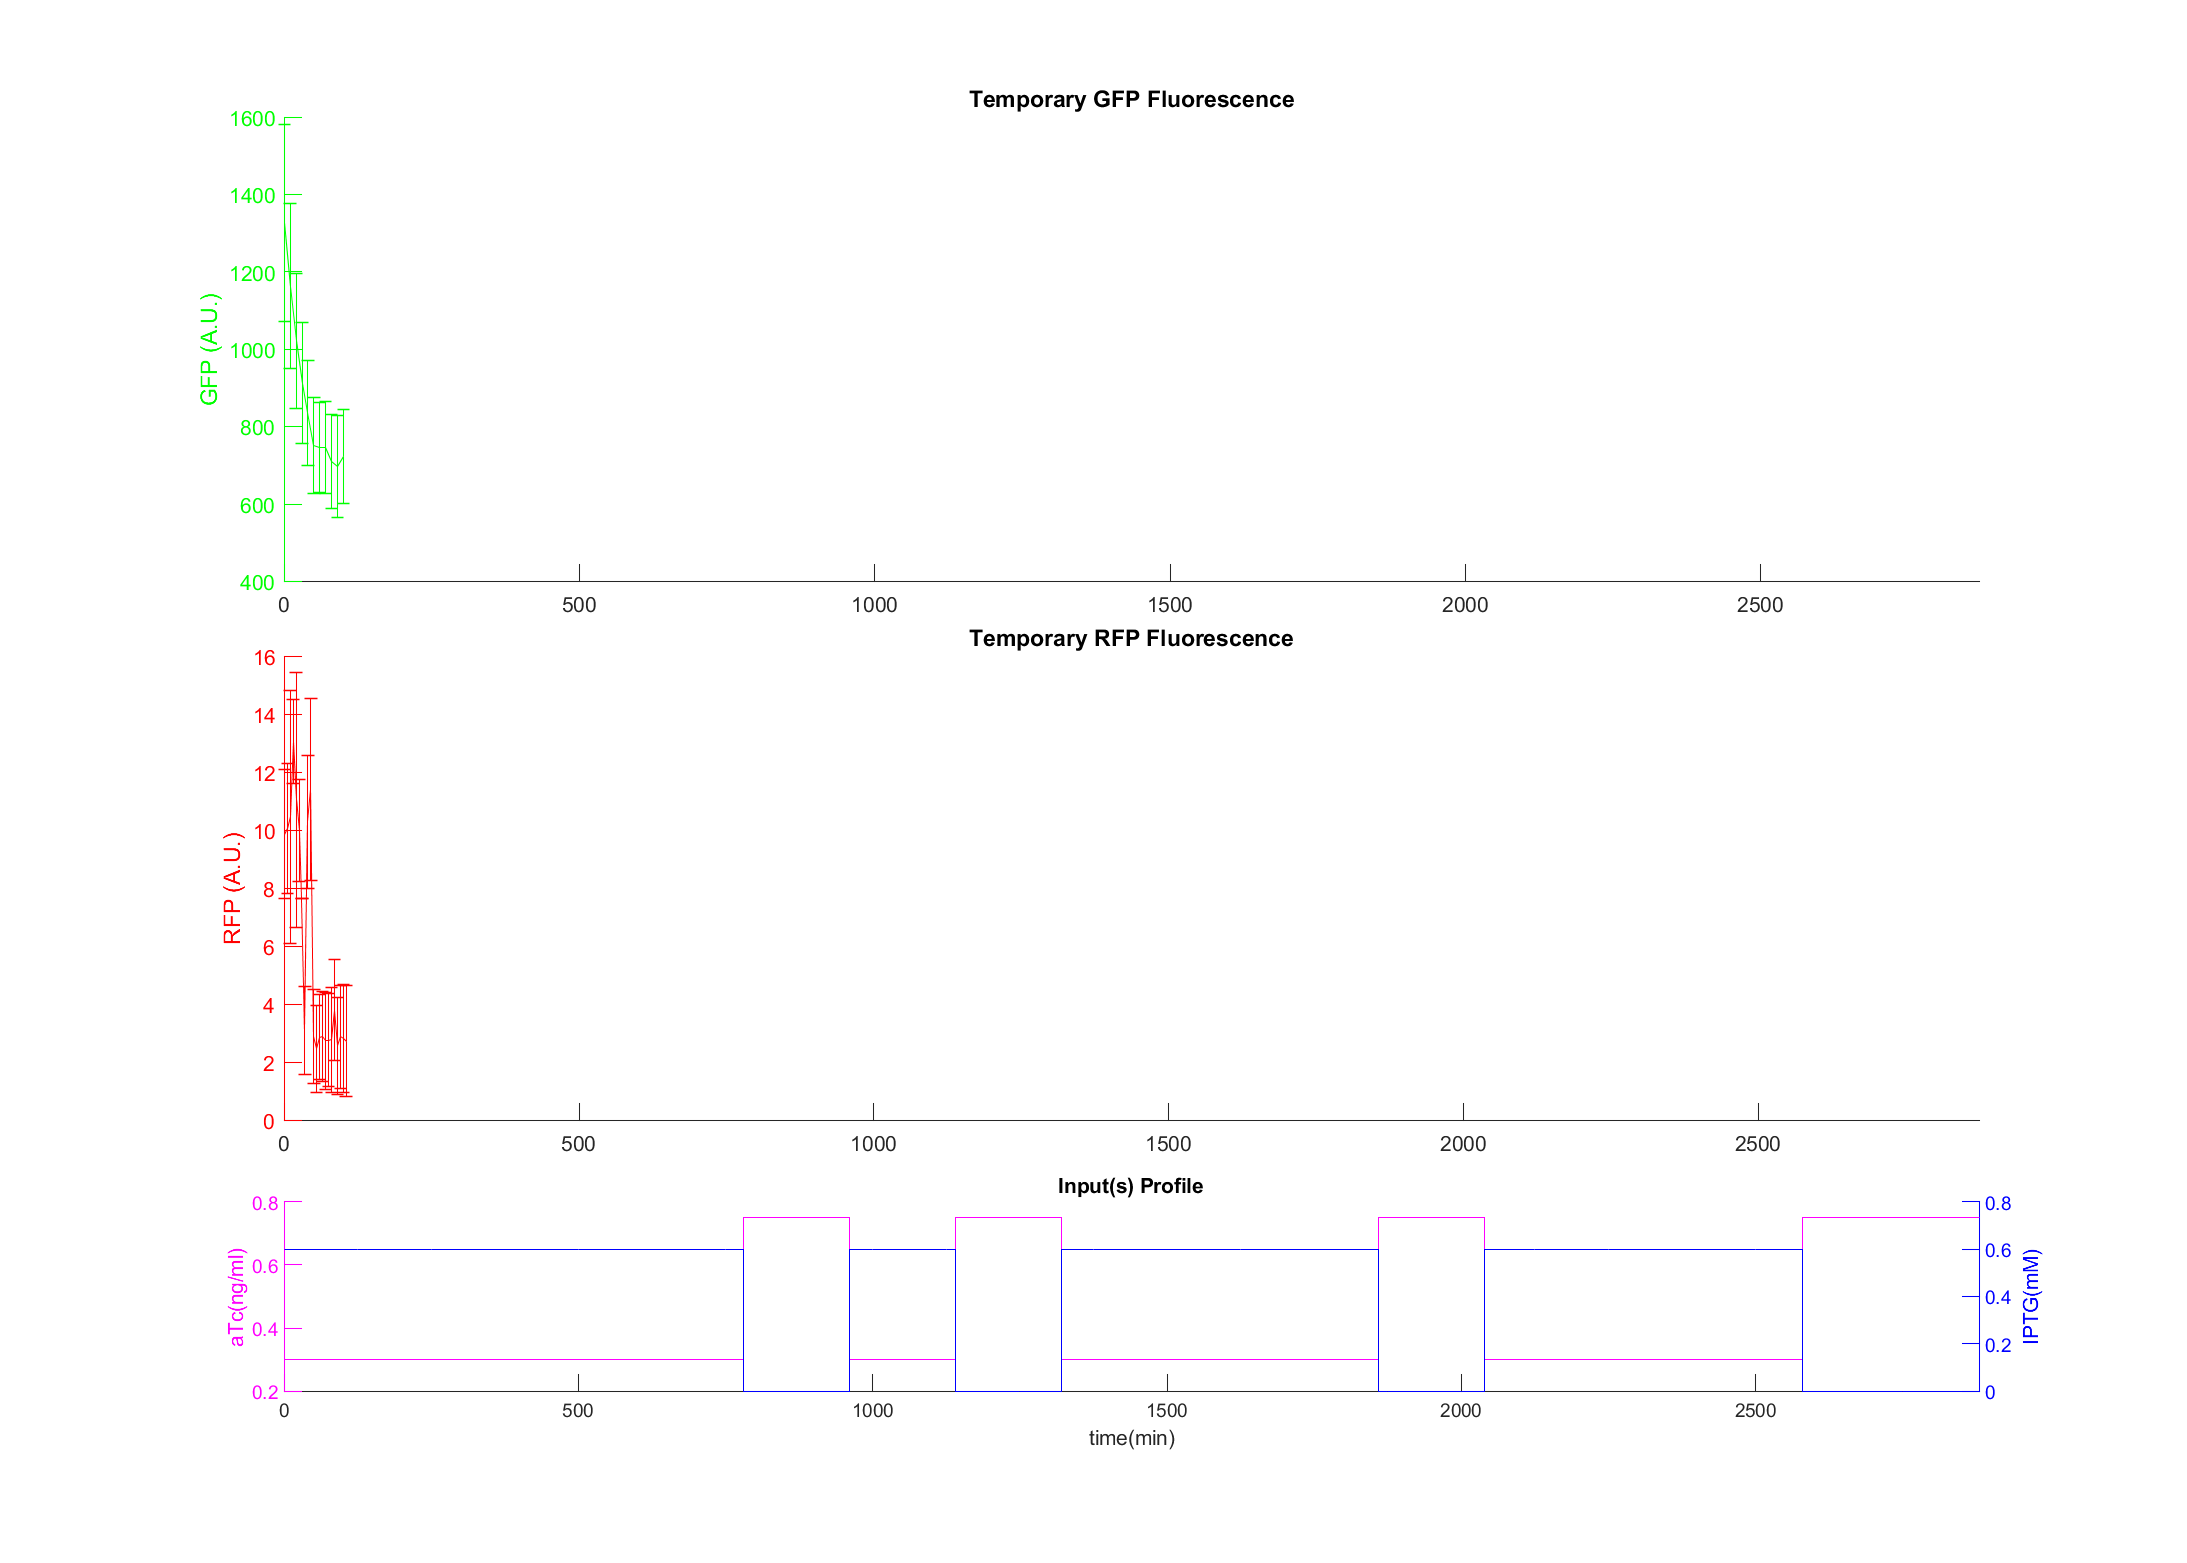 Temporary GFP Fluorescence
1600
1400
1200
1000
800
600
400
GFP (A.U.)
0 500 1000 1500 2000 2500
Temporary RFP Fluorescence
16
14
12
10
8
6
4
2
0
RFP (A.U.)
0 500 1000 1500 2000 2500
Input(s) Profile
0.8 0.8
0.6 0.6
0.4 0.4
0.2 0.2
0
aTc(ng/ml)
IPTG(mM)
0 500 1000 1500 2000 2500
time(min)